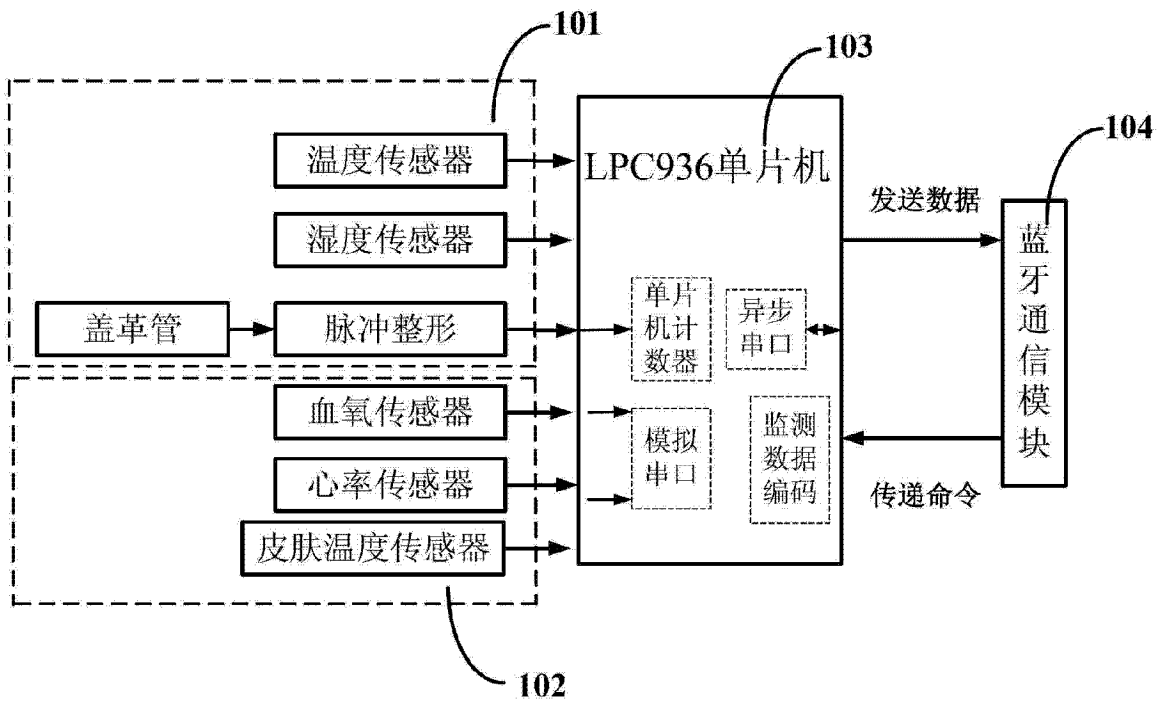 101
103
104
温度传感器
LPC936单片机
湿度传感器
发送数据
蓝
牙
通
信
模
块
盖革管
脉冲整形
单片
机计
数器
异步
串口
血氧传感器
模拟
串口
监测
数据
编码
心率传感器
传递命令
皮肤温度传感器
102